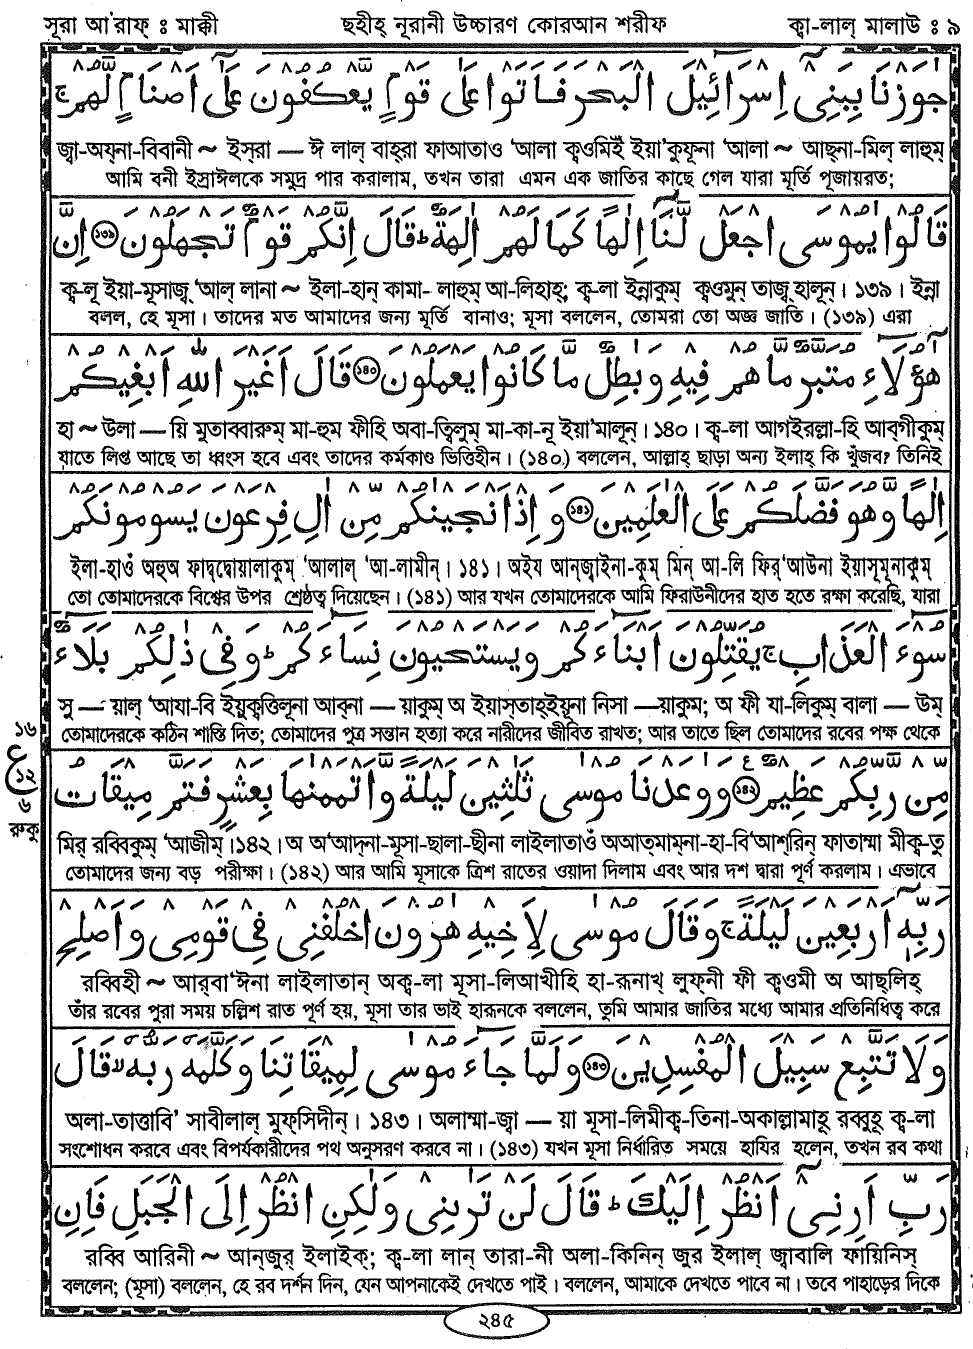 সূরা আ'রাফ্ : মাক্কী
ছহীহ্ নূরানী উচ্চারণ কোরআন শরীফ
ক্বা-লাল্ মালাউ : ৯
جٰوَزْنَا بِبَنِىْٓ اِسْرَآئِيْلَ الْبَحْرَ فَاَتَوْا عَلٰى قَوْمٍ يَّعْكُفُوْنَ عَلٰٓى اَصْنَامٍ لَّهُمْ ج
জ্বা-অয্‌না-বিবানী ~ ইস্‌রা — ঈ লাল্ বাহ্‌রা ফাআতাও 'আলা ক্বওমিইঁ ইয়া'কুফূনা 'আলা ~ আছ্‌না-মিল্ লাহুম্
আমি বনী ইস্রাঈলকে সমুদ্র পার করালাম, তখন তারা এমন এক জাতির কাছে গেল যারা মূর্তি পূজায়রত;
قَالُوْا يٰمُوْسَى اجْعَلْ لَّنَآ اِلٰهًا كَمَا لَهُمْ اٰلِهَةٌ ط قَالَ اِنَّكُمْ قَوْمٌ تَجْهَلُوْنَ ﴿১৩৯﴾ اِنَّ
ক্ব-লূ ইয়া-মূসাজ্ব্ 'আল্ লানা ~ ইলা-হান্ কামা- লাহুম্ আ-লিহাহ্; ক্ব-লা ইন্নাকুম্ ক্বওমুন্ তাজ্ব্ হালূন্। ১৩৯। ইন্না
বলল, হে মূসা। তাদের মত আমাদের জন্য মূর্তি বানাও; মূসা বললেন, তোমরা তো অজ্ঞ জাতি। (১৩৯) এরা
هٰٓؤُلَآءِ مُتَبَّرٌ مَّا هُمْ فِيْهِ وَبٰطِلٌ مَّا كَانُوْا يَعْمَلُوْنَ ﴿১৪০﴾ قَالَ اَغَيْرَ اللّٰهِ اَبْغِيْكُمْ
হা ~ উলা — য়ি মুতাব্বারুম্ মা-হুম ফীহি অবা-ত্বিলুম্ মা-কা-নূ ইয়া'মালূন্। ১৪০। ক্ব-লা আগইরল্লা-হি আব্‌গীকুম্
যাতে লিপ্ত আছে তা ধ্বংস হবে এবং তাদের কর্মকাণ্ড ভিত্তিহীন। (১৪০) বললেন, আল্লাহ্ ছাড়া অন্য ইলাহ্ কি খুঁজব? তিনিই
اِلٰهًا وَّهُوَ فَضَّلَكُمْ عَلَى الْعٰلَمِيْنَ ﴿১৪১﴾ وَاِذْ اَنْجَيْنٰكُمْ مِّنْ اٰلِ فِرْعَوْنَ يَسُوْمُوْنَكُمْ
ইলা-হাওঁ অহুঅ ফাদ্বদ্বোয়ালাকুম্ 'আলাল্ 'আ-লামীন্। ১৪১। অইয আন্‌জ্বাইনা-কুম্ মিন্ আ-লি ফির্'আউনা ইয়াসূমূনাকুম্
তো তোমাদেরকে বিশ্বের উপর শ্রেষ্ঠত্ব দিয়েছেন। (১৪১) আর যখন তোমাদেরকে আমি ফিরাউনীদের হাত হতে রক্ষা করেছি, যারা
سُوْٓءَ الْعَذَابِ ج يُقَتِّلُوْنَ اَبْنَآءَكُمْ وَيَسْتَحْيُوْنَ نِسَآءَكُمْ ط وَفِىْ ذٰلِكُمْ بَلَآءٌ
সু — য়াল্ 'আযা-বি ইয়ুক্বত্তিলূনা আব্‌না — য়াকুম্ অ ইয়াস্‌তাহ্‌ইয়ূনা নিসা —য়াকুম; অ ফী যা-লিকুম্ বালা — উম্
তোমাদেরকে কঠিন শাস্তি দিত; তোমাদের পুত্র সন্তান হত্যা করে নারীদের জীবিত রাখত; আর তাতে ছিল তোমাদের রবের পক্ষ থেকে
১৬
ع
১২
৬
রুকু
مِّنْ رَّبِّكُمْ عَظِيْمٌ ﴿১৪২﴾ وَوٰعَدْنَا مُوْسٰى ثَلٰثِيْنَ لَيْلَةً وَّاَتْمَمْنٰهَا بِعَشْرٍ فَتَمَّ مِيْقَاتُ
মির্ রব্বিকুম্ 'আজীম্।১৪২।অ অ'আদ্‌না-মূসা-ছালা-ছীনা লাইলাতাওঁ অআত্‌মাম্‌না-হা-বি'আশ্‌রিন্ ফাতাম্মা মীক্ব-তু
তোমাদের জন্য বড় পরীক্ষা। (১৪২) আর আমি মূসাকে ত্রিশ রাতের ওয়াদা দিলাম এবং আর দশ দ্বারা পূর্ণ করলাম। এভাবে
رَبِّهٖٓ اَرْبَعِيْنَ لَيْلَةً ج وَقَالَ مُوْسٰى لِاَخِيْهِ هٰرُوْنَ اخْلُفْنِىْ فِىْ قَوْمِىْ وَاَصْلِحْ
রব্বিহী ~ আর্‌বা'ঈনা লাইলাতান্ অক্ব-লা মূসা-লিআখীহি হা-রূনাখ্ লুফ্‌নী ফী ক্বওমী অ আছ্‌লিহ্
তাঁর রবের পুরা সময় চল্লিশ রাত পূর্ণ হয়, মূসা তার ভাই হারূনকে বললেন, তুমি আমার জাতির মধ্যে আমার প্রতিনিধিত্ব করে
وَلَا تَتَّبِعْ سَبِيْلَ الْمُفْسِدِيْنَ ﴿১৪৩﴾ وَلَمَّا جَآءَ مُوْسٰى لِمِيْقَاتِنَا وَكَلَّمَهٗ رَبُّهٗ لا قَالَ
অলা-তাত্তাবি' সাবীলাল্ মুফ্‌সিদীন্। ১৪৩। অলাম্মা-জ্বা — য়া মূসা-লিমীক্ব-তিনা-অকাল্লামাহূ রব্বুহূ ক্ব-লা
সংশোধন করবে এবং বিপর্যকারীদের পথ অনুসরণ করবে না। (১৪৩) যখন মূসা নির্ধারিত সময়ে হাযির হলেন, তখন রব কথা
رَبِّ اَرِنِىْٓ اَنْظُرْ اِلَيْكَ ط قَالَ لَنْ تَرٰىنِىْ وَلٰكِنِ انْظُرْ اِلَى الْجَبَلِ فَاِنِ
রব্বি আরিনী ~ আন্‌জুর্ ইলাইক্; ক্ব-লা লান্ তারা-নী অলা-কিনিন্ জুর্ ইলাল্ জ্বাবালি ফায়িনিস্
বললেন; (মূসা) বললেন, হে রব দর্শন দিন, যেন আপনাকেই দেখতে পাই। বললেন, আমাকে দেখতে পাবে না। তবে পাহাড়ের দিকে
২৪৫